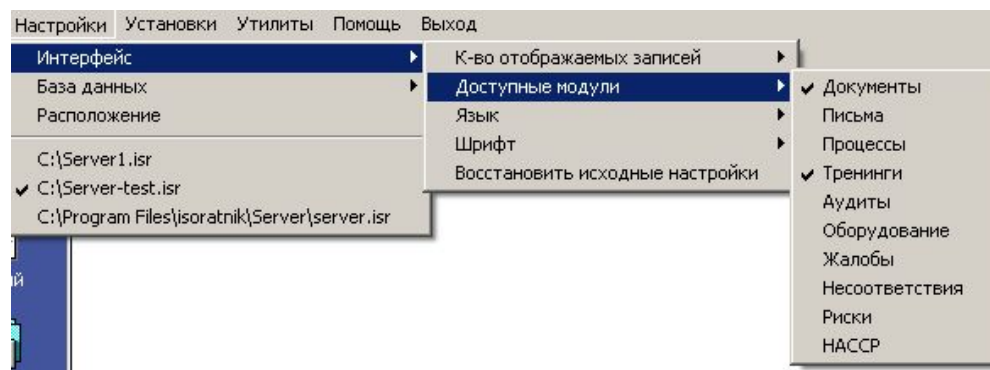 Настройки Установки Утилиты Помощь Выход
Интерфейс
База данных
Расположение
C:\Server1.isr
C:\Server-test.isr
C:\Program Files\isoratnik\Server\server.isr
К-во отображаемых записей
Доступные модули
Язык
Шрифт
Восстановить исходные настройки
Документы
Письма
Процессы
Тренинги
Аудиты
Оборудование
Жалобы
Несоответствия
Риски
НАССР
ий